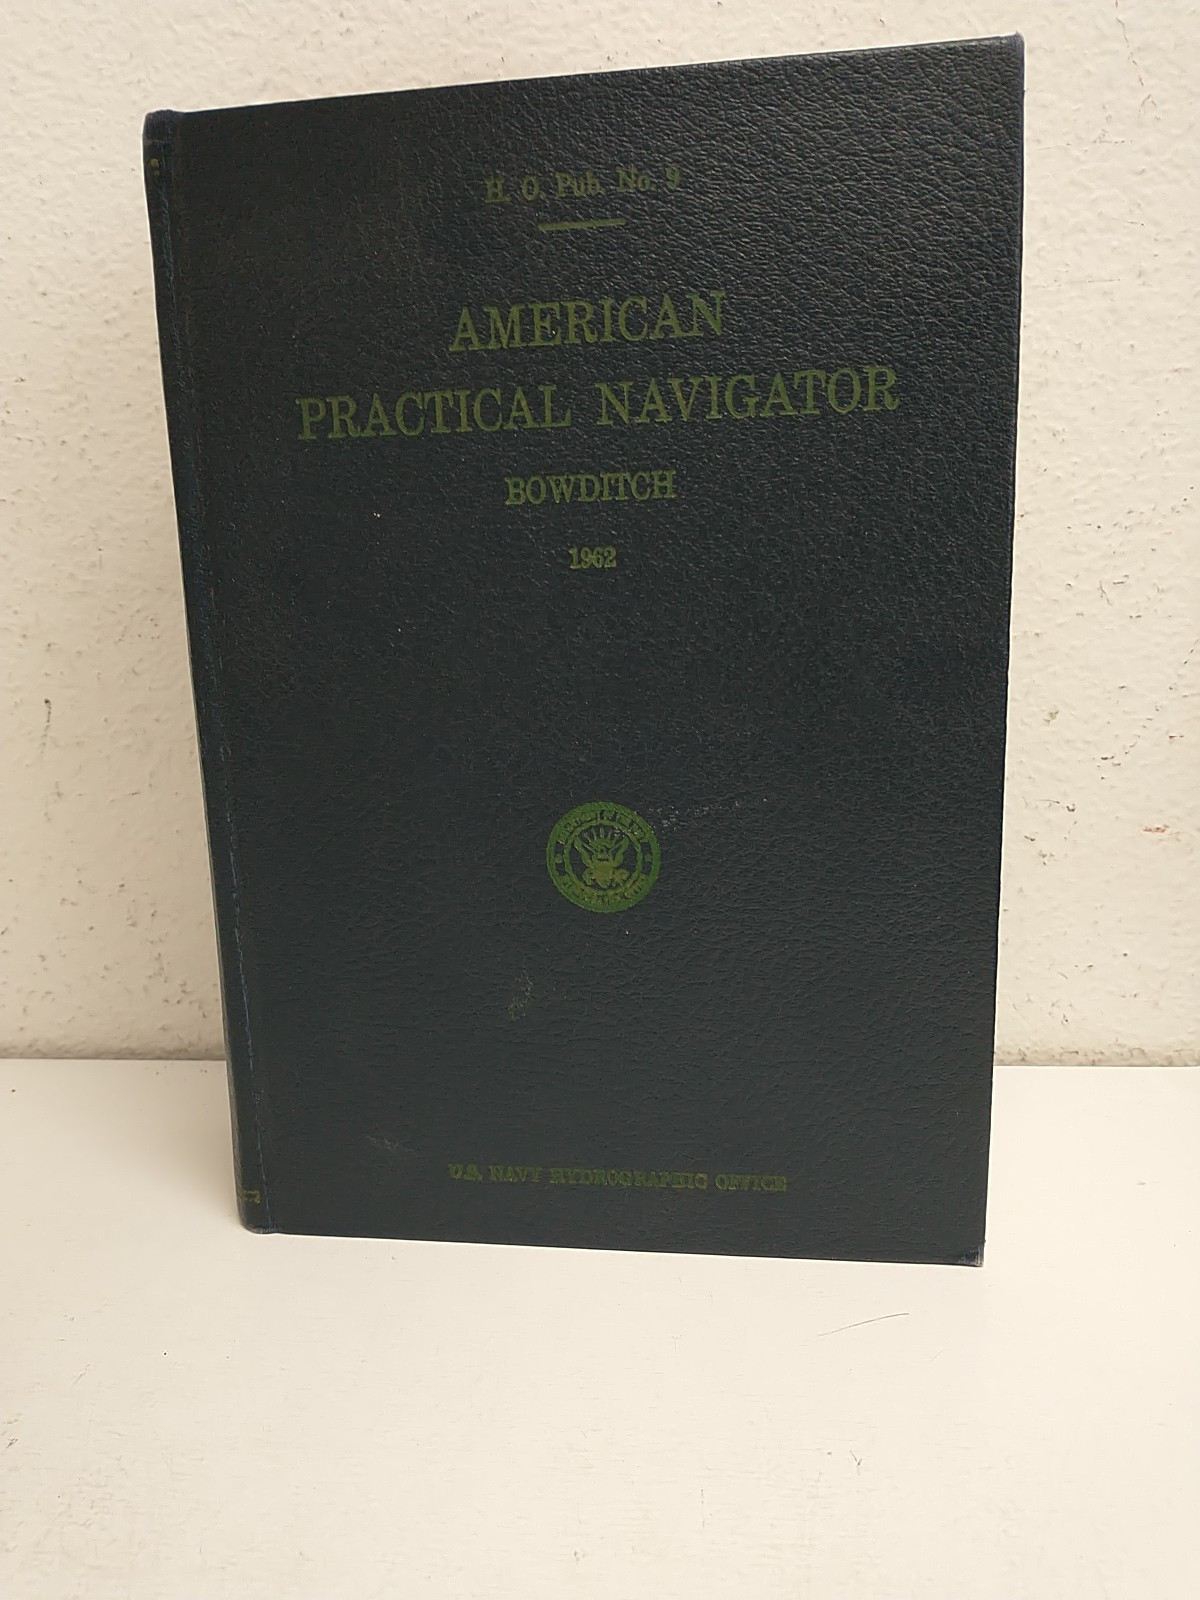 H. O. Pub. No. 9
AMERICAN
PRACTICAL NAVIGATOR
BOWDITCH
1962
U.S. NAVY HYDROGRAPHIC OFFICE